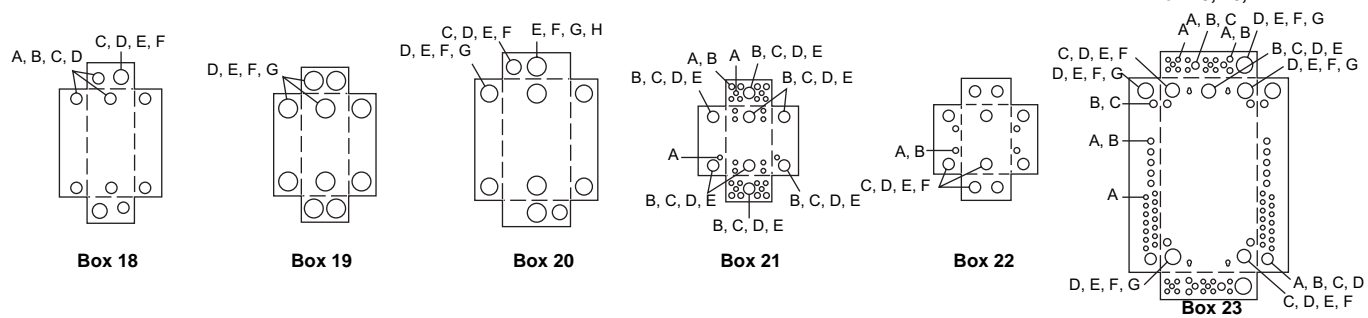 A, B, C, D
C, D, E, F
Box 18
D, E, F, G
Box 19
C, D, E, F
E, F, G, H
D, E, F, G
Box 20
A, B
A
B, C, D, E
B, C, D, E
B, C, D, E
A
B, C, D, E
B, C, D, E
B, C, D, E
Box 21
A, B
C, D, E, F
Box 22
A, B, C
D, E, F, G
A
A, B
C, D, E, F
B, C, D, E
D, E, F, G
D, E, F, G
B, C
A, B
A
D, E, F, G
A, B, C, D
C, D, E, F
Box 23